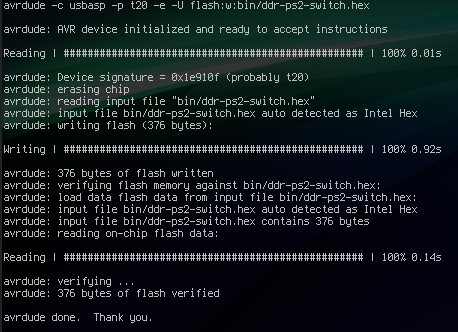 avrdude -c usbasp -p t20 -e -U flash:w:bin/ddr-ps2-switch.hex
avrdude: AVR device initialized and ready to accept instructions
Reading | ################################################## | 100% 0.01s
avrdude: Device signature = 0x1e910f (probably t20)
avrdude: erasing chip
avrdude: reading input file "bin/ddr-ps2-switch.hex"
avrdude: input file bin/ddr-ps2-switch.hex auto detected as Intel Hex
avrdude: writing flash (376 bytes):
Writing | ################################################## | 100% 0.92s
avrdude: 376 bytes of flash written
avrdude: verifying flash memory against bin/ddr-ps2-switch.hex:
avrdude: load data flash data from input file bin/ddr-ps2-switch.hex:
avrdude: input file bin/ddr-ps2-switch.hex auto detected as Intel Hex
avrdude: input file bin/ddr-ps2-switch.hex contains 376 bytes
avrdude: reading on-chip flash data:
Reading | ################################################## | 100% 0.14s
avrdude: verifying ...
avrdude: 376 bytes of flash verified
avrdude done.  Thank you.